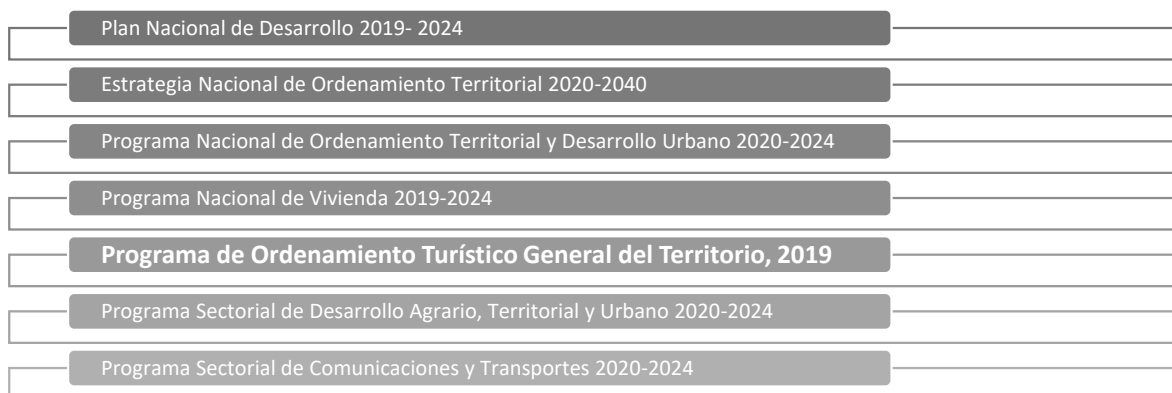 Plan Nacional de Desarrollo 2019- 2024
Estrategia Nacional de Ordenamiento Territorial 2020-2040
Programa Nacional de Ordenamiento Territorial y Desarrollo Urbano 2020-2024
Programa Nacional de Vivienda 2019-2024
Programa de Ordenamiento Turístico General del Territorio, 2019
Programa Sectorial de Desarrollo Agrario, Territorial y Urbano 2020-2024
Programa Sectorial de Comunicaciones y Transportes 2020-2024